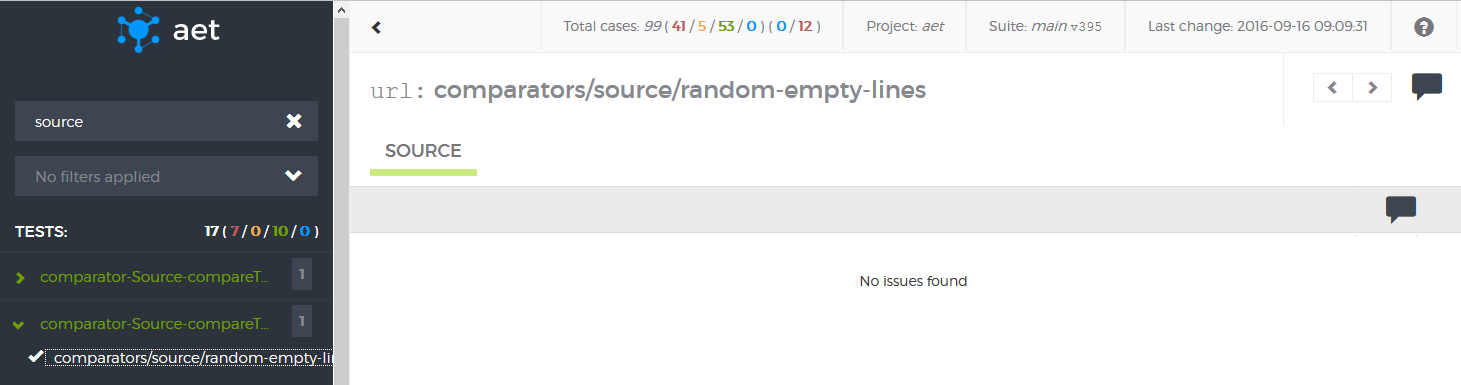 aet
source
No filters applied
TESTS: 17 ( 7 / 0 / 10 / 0 )
comparator-Source-compareT... 1
comparator-Source-compareT... 1
comparators/source/random-empty-li
Total cases: 99 ( 41 / 5 / 53 / 0 ) ( 0 / 12 ) Project: aet Suite: main v395 Last change: 2016-09-16 09:09:31 ?
url: comparators/source/random-empty-lines
SOURCE
No issues found